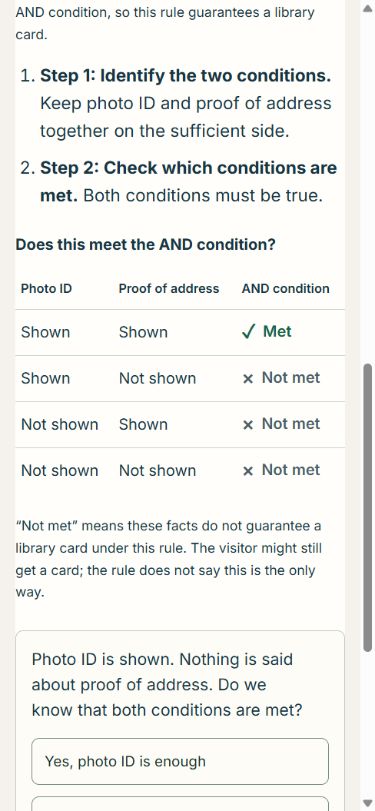 AND condition, so this rule guarantees a library
card.
1. Step 1: Identify the two conditions.
Keep photo ID and proof of address
together on the sufficient side.
2. Step 2: Check which conditions are
met. Both conditions must be true.
Does this meet the AND condition?
Photo ID Proof of address AND condition
Shown Shown ✓ Met
Shown Not shown × Not met
Not shown Shown × Not met
Not shown Not shown × Not met
“Not met” means these facts do not guarantee a
library card under this rule. The visitor might still
get a card; the rule does not say this is the only
way.
Photo ID is shown. Nothing is said
about proof of address. Do we
know that both conditions are met?
Yes, photo ID is enough